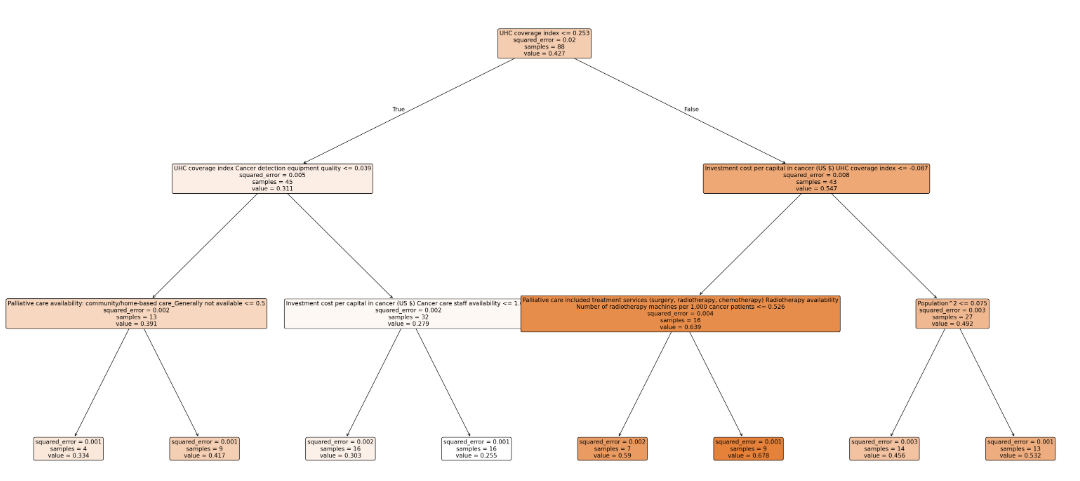 UHC coverage index <= 0.253
squared_error = 0.02
samples = 88
value = 0.427
True
False
UHC coverage index Cancer detection equipment quality <= 0.039
squared_error = 0.005
samples = 45
value = 0.311
Investment cost per capital in cancer (US $) UHC coverage index <= -0.087
squared_error = 0.008
samples = 43
value = 0.547
Palliative care availability: community/home-based care_Generally not available <= 0.5
squared_error = 0.002
samples = 13
value = 0.391
Investment cost per capital in cancer (US $) Cancer care staff availability <= 1.
squared_error = 0.002
samples = 32
value = 0.279
Palliative care included treatment services (surgery, radiotherapy, chemotherapy) Radiotherapy availability
Number of radiotherapy machines per 1,000 cancer patients <= 0.526
squared_error = 0.004
samples = 16
value = 0.639
Population^2 <= 0.075
squared_error = 0.003
samples = 27
value = 0.492
squared_error = 0.001
samples = 4
value = 0.334
squared_error = 0.001
samples = 9
value = 0.417
squared_error = 0.002
samples = 16
value = 0.303
squared_error = 0.001
samples = 16
value = 0.255
squared_error = 0.002
samples = 7
value = 0.59
squared_error = 0.001
samples = 9
value = 0.678
squared_error = 0.003
samples = 14
value = 0.456
squared_error = 0.001
samples = 13
value = 0.532